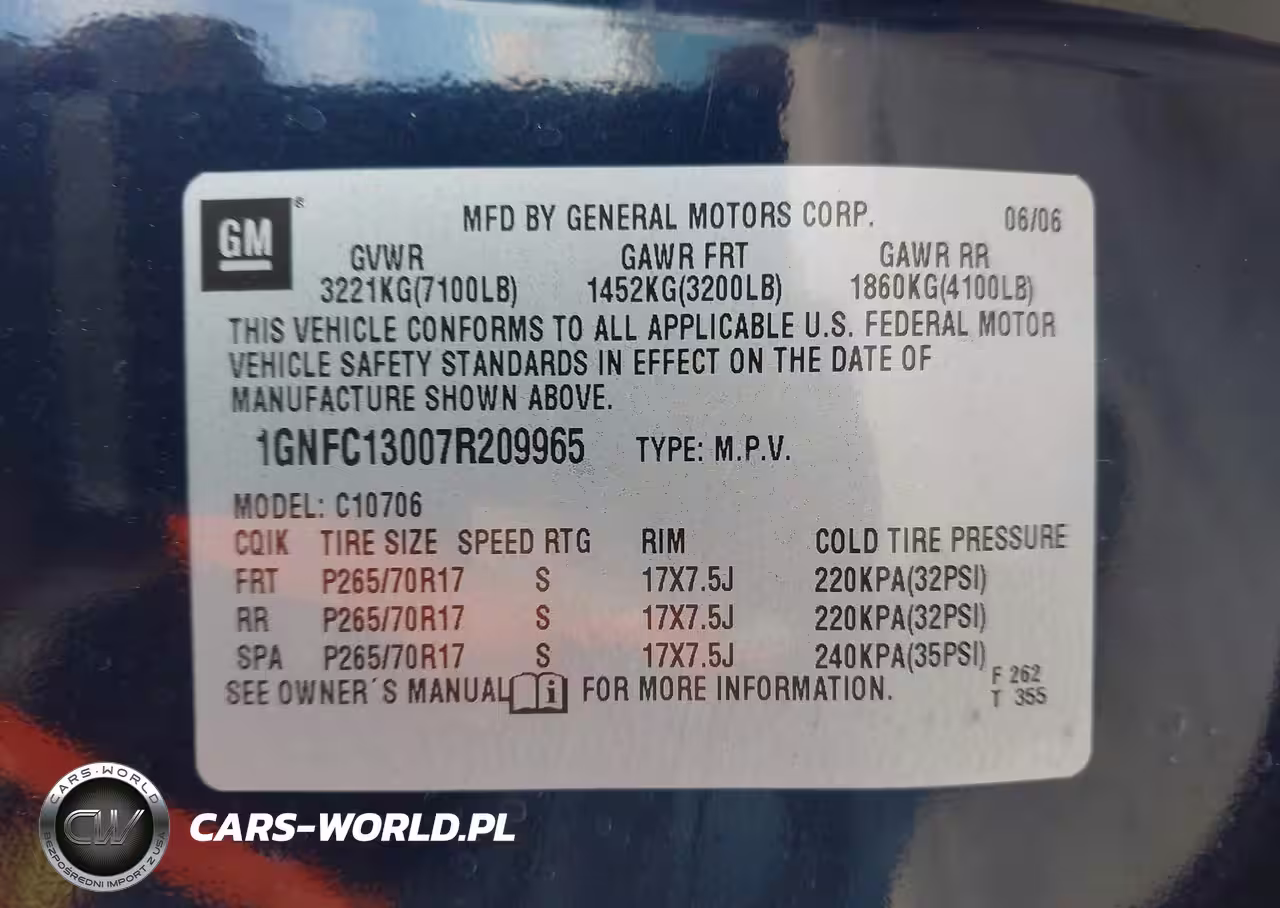 GM ®
MFD BY GENERAL MOTORS CORP. 06/06
GVWR GAWR FRT GAWR RR
3221KG(7100LB) 1452KG(3200LB) 1860KG(4100LB)
THIS VEHICLE CONFORMS TO ALL APPLICABLE U.S. FEDERAL MOTOR
VEHICLE SAFETY STANDARDS IN EFFECT ON THE DATE OF
MANUFACTURE SHOWN ABOVE.
1GNFC13007R209965 TYPE: M.P.V.
MODEL: C10706
CQIK TIRE SIZE SPEED RTG RIM COLD TIRE PRESSURE
FRT P265/70R17 S 17X7.5J 220KPA(32PSI)
RR P265/70R17 S 17X7.5J 220KPA(32PSI)
SPA P265/70R17 S 17X7.5J 240KPA(35PSI)
SEE OWNER´S MANUAL i FOR MORE INFORMATION.
F 262
T 355
CARS-WORLD
CW
BEZPOŚREDNI IMPORT Z USA
CARS-WORLD.PL